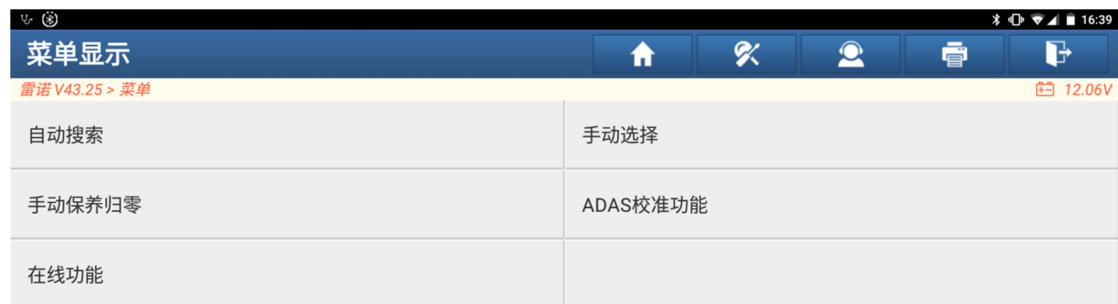 16:39
菜单显示
雷诺 V43.25 > 菜单
12.06V
自动搜索
手动选择
手动保养归零
ADAS校准功能
在线功能